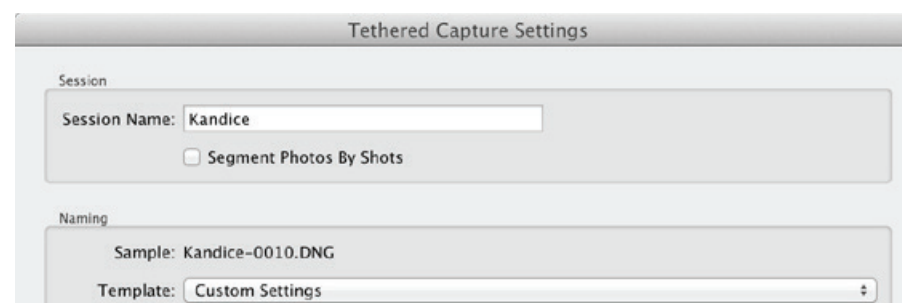 Tethered Capture Settings
Session
Session Name: Kandice
Segment Photos By Shots
Naming
Sample: Kandice-0010.DNG
Template: Custom Settings